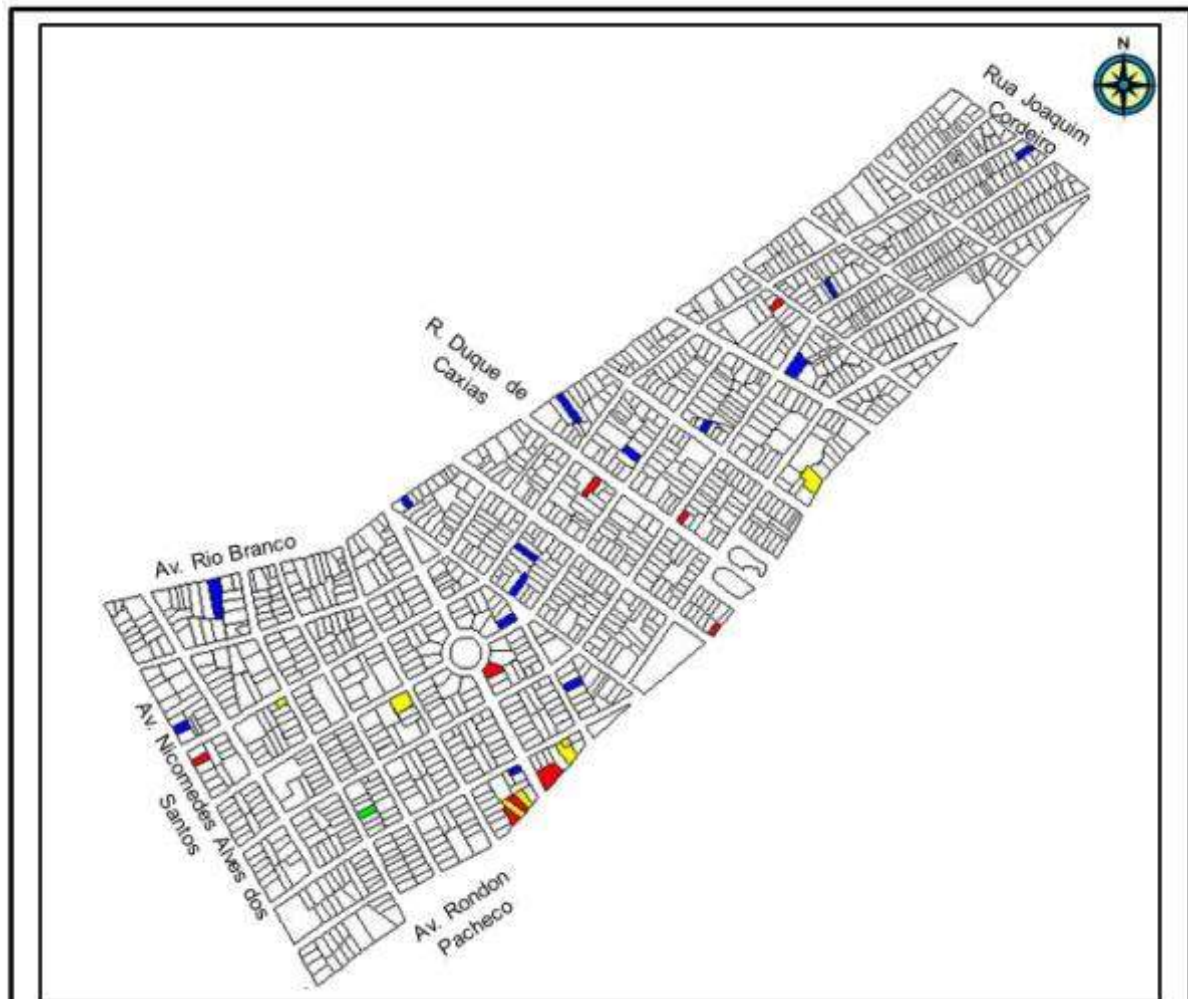 N
Rua Joaquim
Cordeiro
R. Duque de
Caxias
Av. Rio Branco
Av. Nicomedes Alves dos
Santos
Av. Rondon
Pacheco